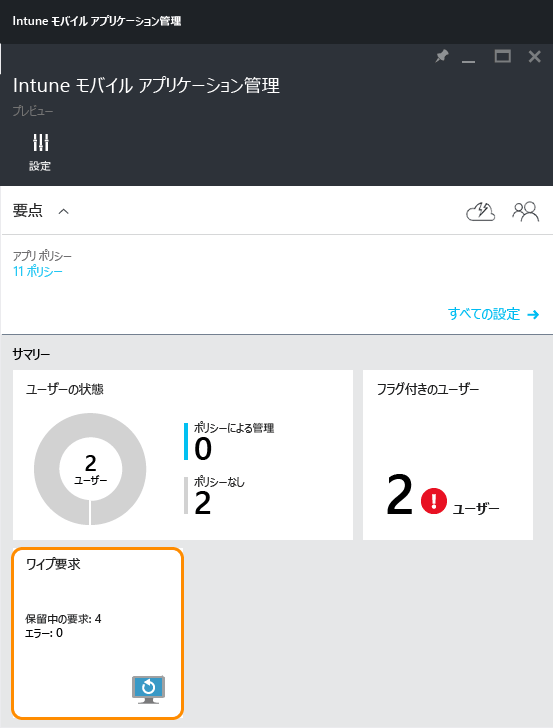 Intune モバイル アプリケーション管理
Intune モバイル アプリケーション管理
プレビュー
設定
要点
アプリ ポリシー
11 ポリシー
すべての設定 →
サマリー
ユーザーの状態
2
ユーザー
ポリシーによる管理
0
ポリシーなし
2
フラグ付きのユーザー
2 ! ユーザー
ワイプ要求
保留中の要求: 4
エラー: 0